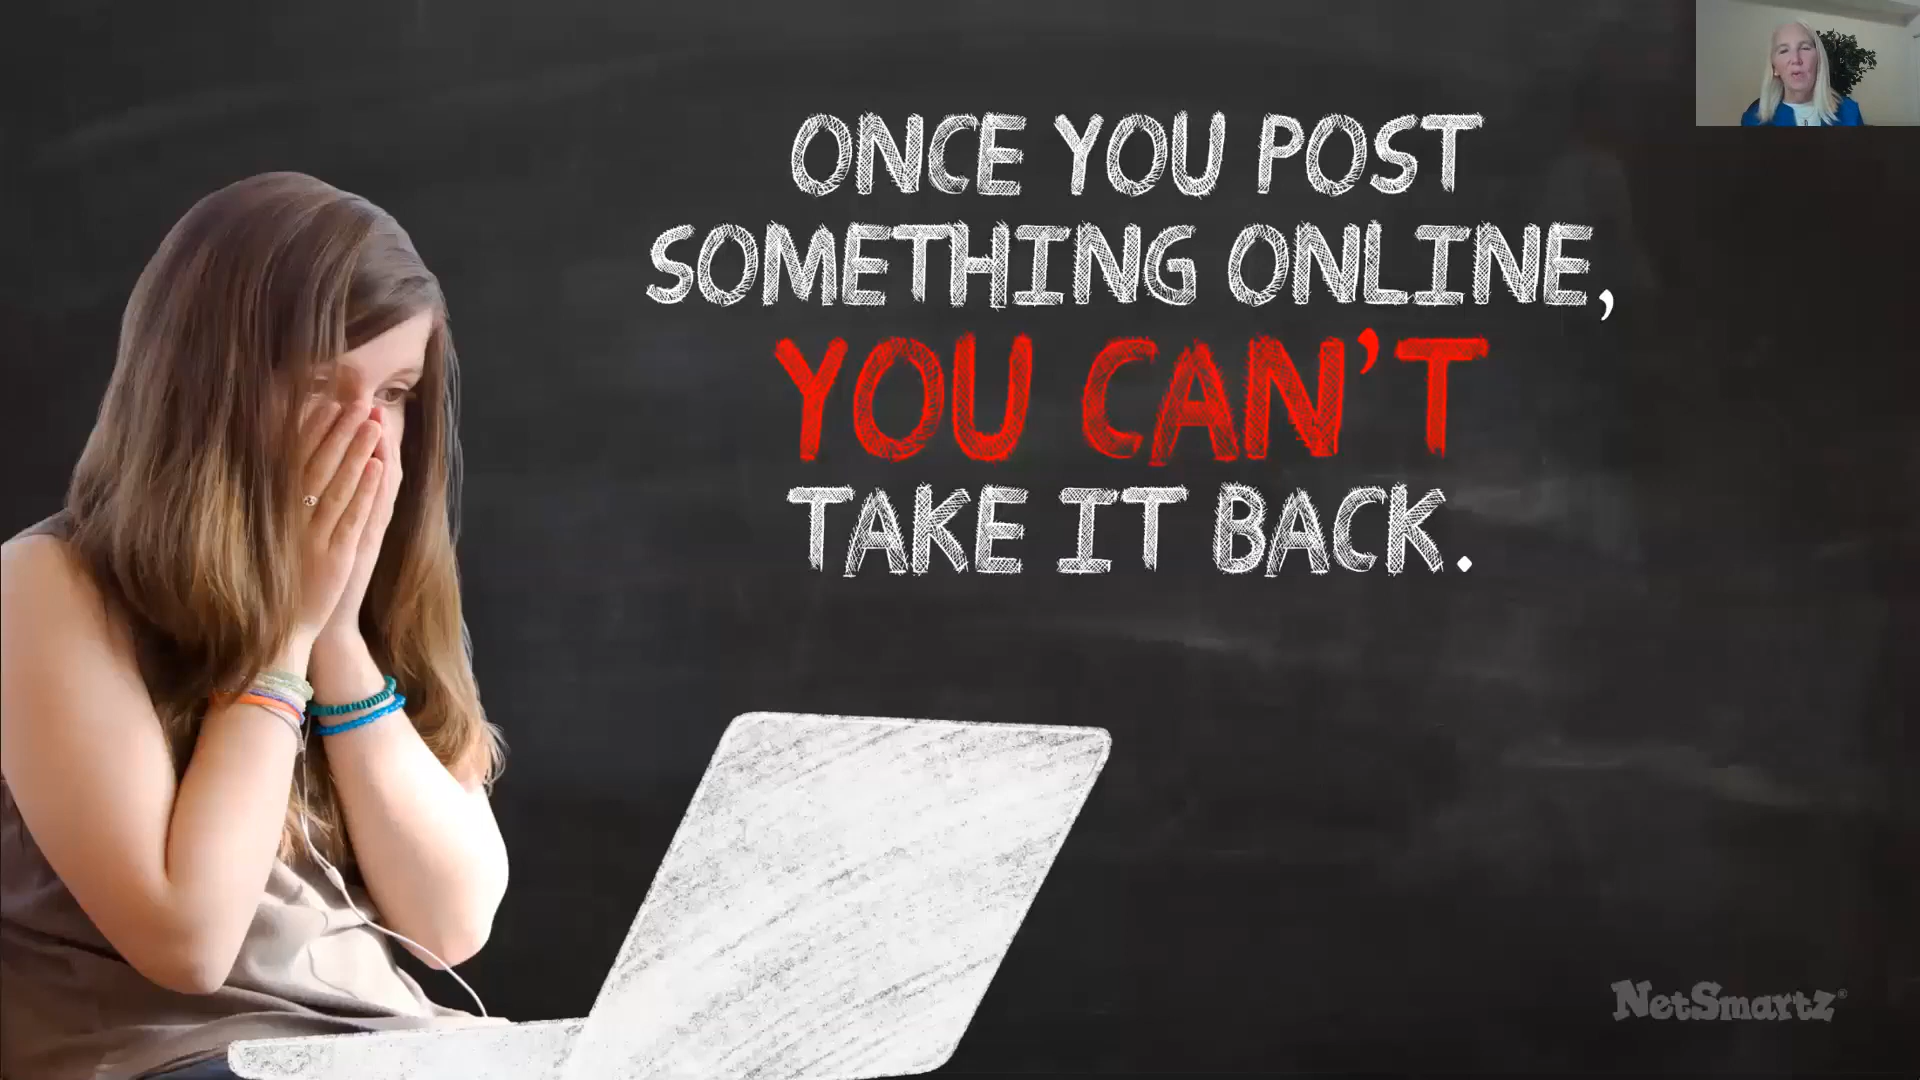 ONCE YOU POST
SOMETHING ONLINE,
YOU CAN'T
TAKE IT BACK.
NetSmartz®